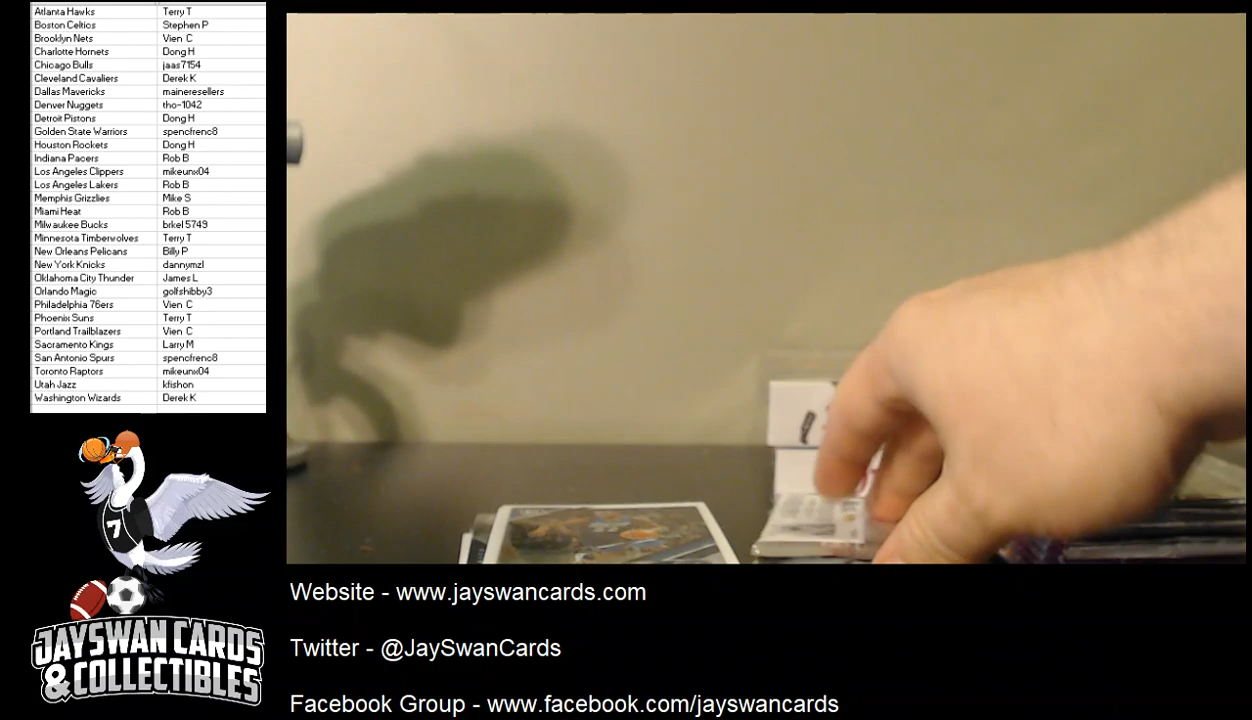 Atlanta Hawks Terry T
Boston Celtics Stephen P
Brooklyn Nets Vien C
Charlotte Hornets Dong H
Chicago Bulls jaas7154
Cleveland Cavaliers Derek K
Dallas Mavericks maineresellers
Denver Nuggets tho-1042
Detroit Pistons Dong H
Golden State Warriors spencfrenc8
Houston Rockets Dong H
Indiana Pacers Rob B
Los Angeles Clippers mikeunx04
Los Angeles Lakers Rob B
Memphis Grizzlies Mike S
Miami Heat Rob B
Milwaukee Bucks brkel5749
Minnesota Timberwolves Terry T
New Orleans Pelicans Billy P
New York Knicks dannymzl
Oklahoma City Thunder James L
Orlando Magic golfshibby3
Philadelphia 76ers Vien C
Phoenix Suns Terry T
Portland Trailblazers Vien C
Sacramento Kings Larry M
San Antonio Spurs spencfrenc8
Toronto Raptors mikeunx04
Utah Jazz kfishon
Washington Wizards Derek K
7
JAYSWAN CARDS
& COLLECTIBLES
Website - www.jayswancards.com
Twitter - @JaySwanCards
Facebook Group - www.facebook.com/jayswancards